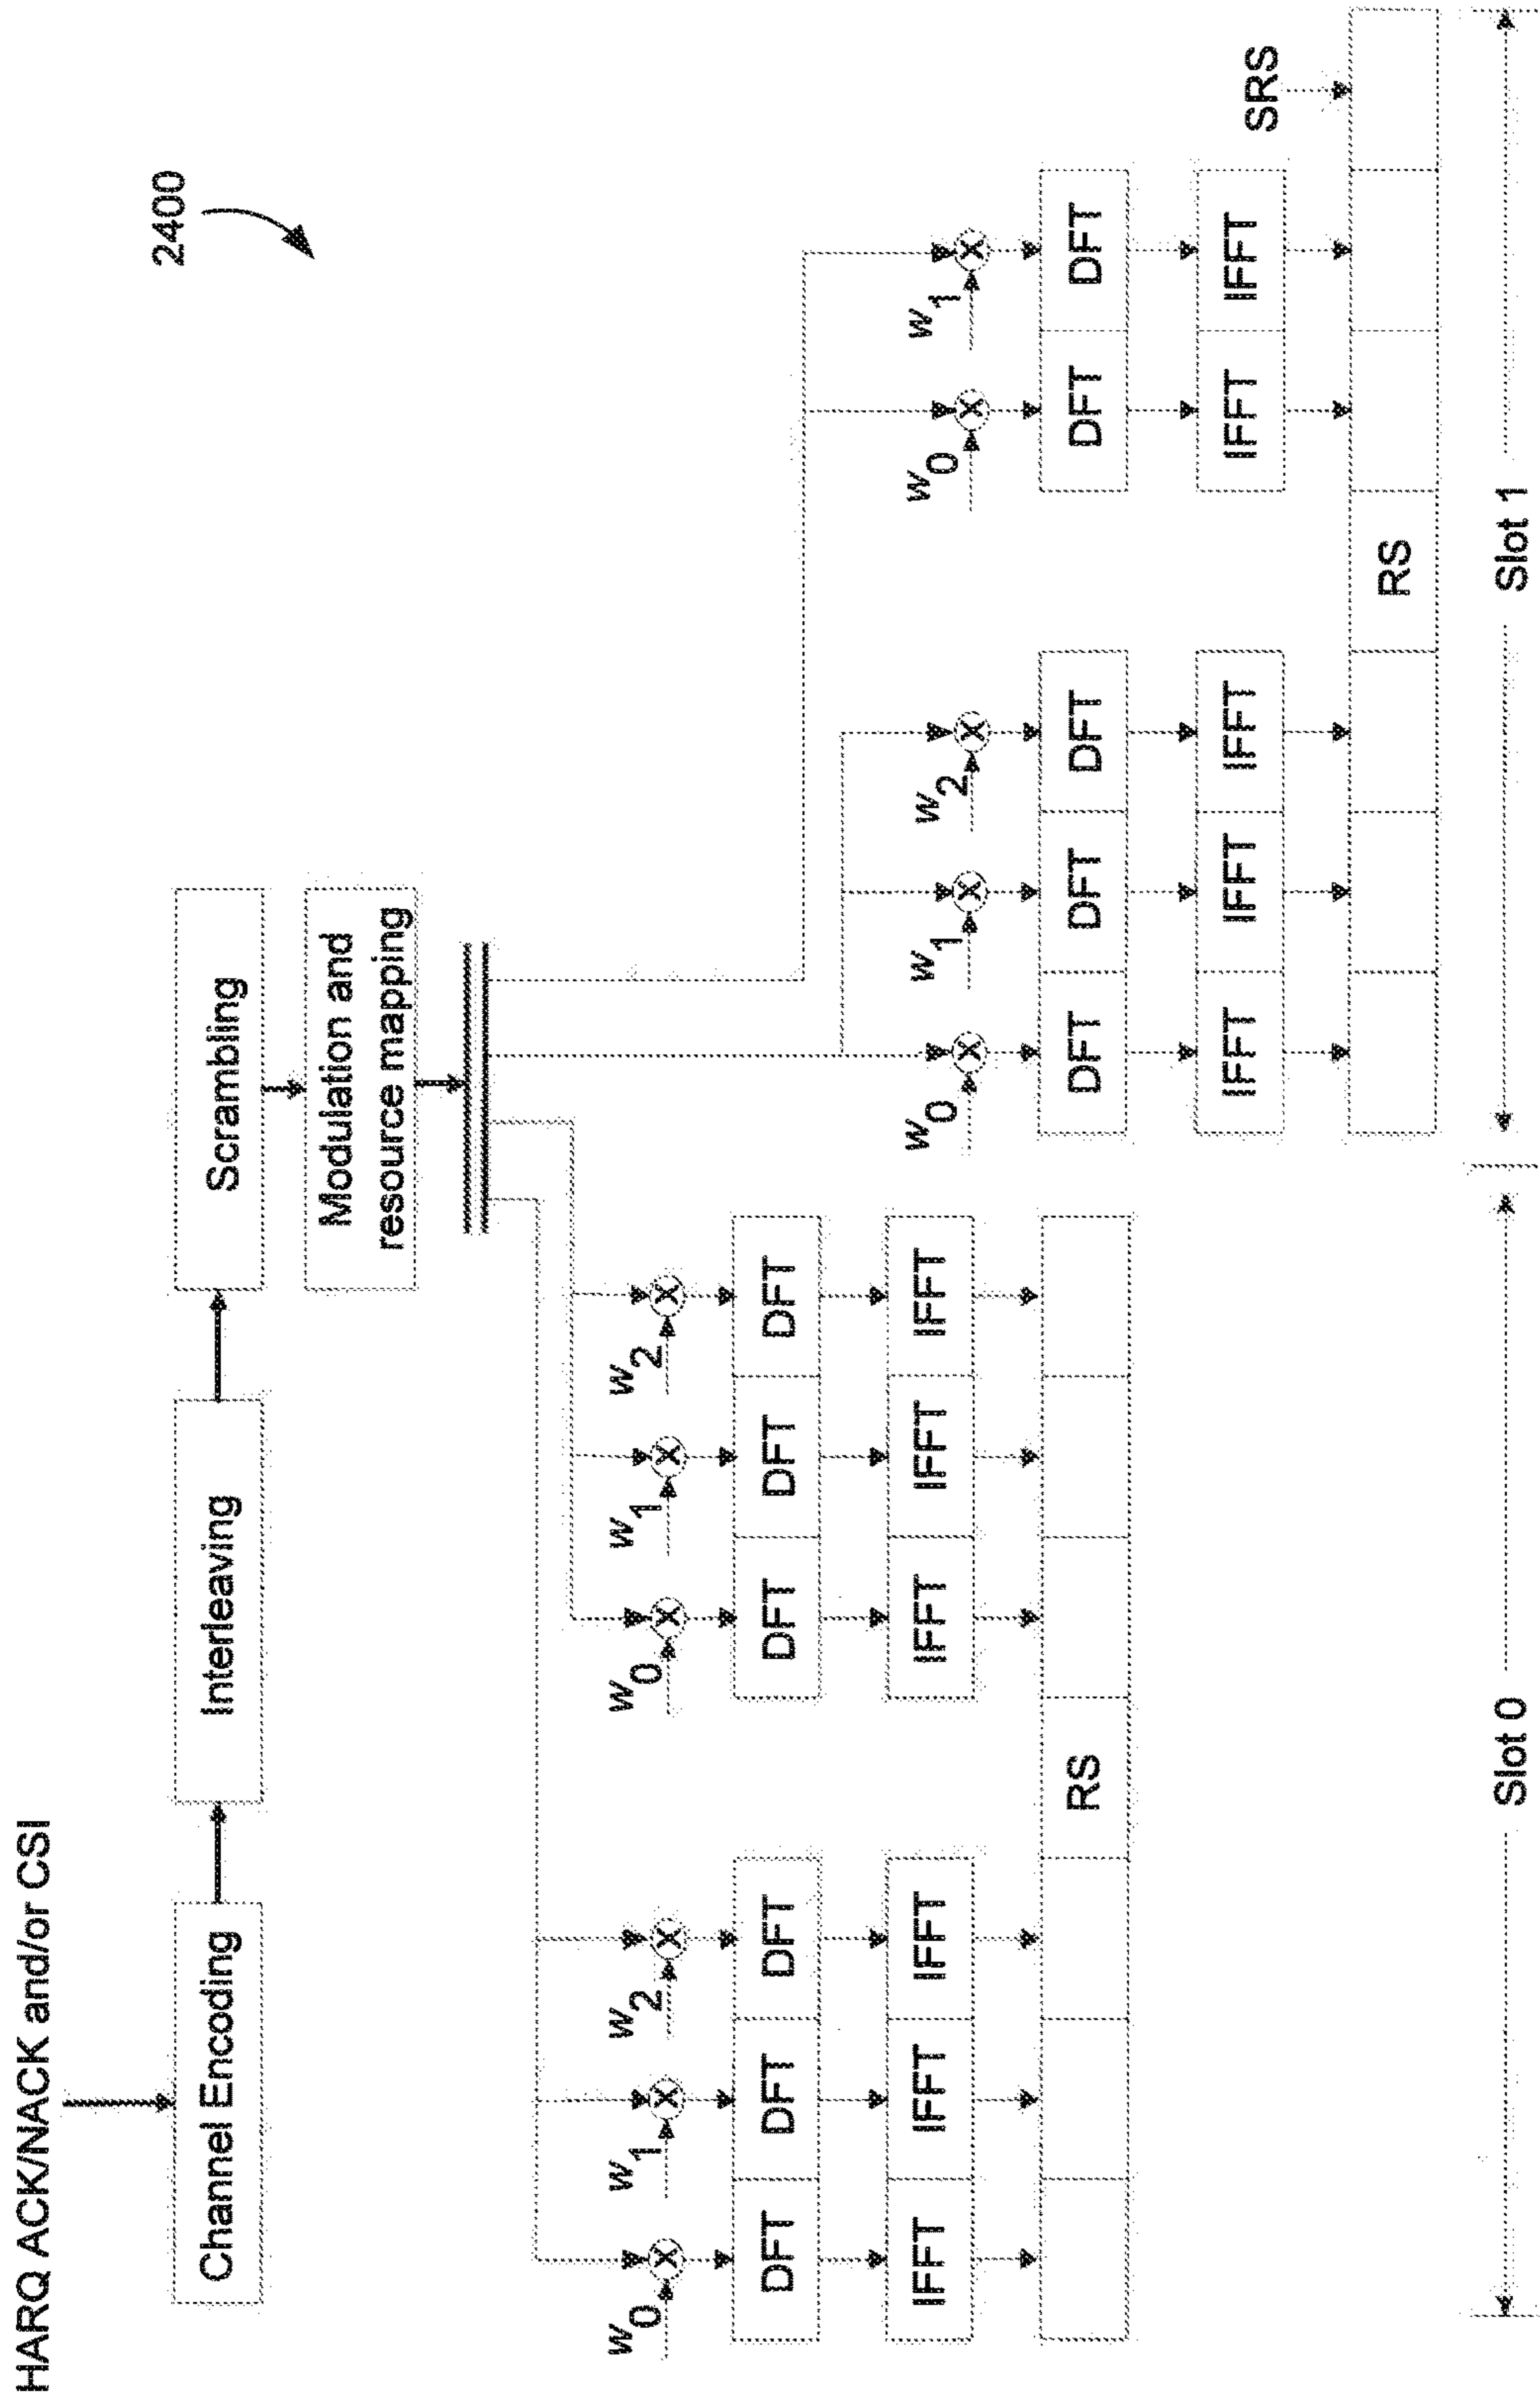 2400
HARQ ACK/NACK and/or CSI
Channel Encoding
Interleaving
Scrambling
Modulation and
resource mapping
w0
w1
w2
w0
w1
w2
DFT
DFT
DFT
DFT
DFT
DFT
IFFT
IFFT
IFFT
IFFT
IFFT
IFFT
RS
w0
w1
w2
w0
w1
DFT
DFT
DFT
DFT
DFT
IFFT
IFFT
IFFT
IFFT
IFFT
SRS
RS
Slot 0
Slot 1